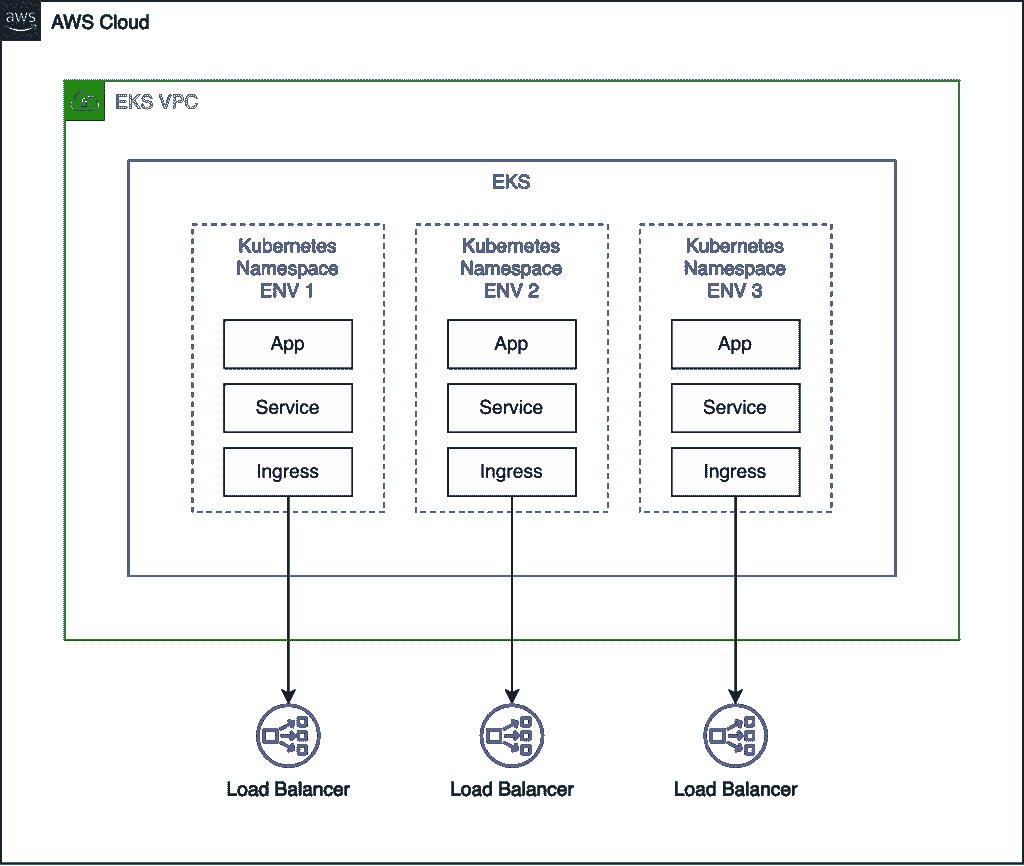 aws
AWS Cloud
EKS VPC
EKS
Kubernetes
Namespace
ENV 1
App
Service
Ingress
Kubernetes
Namespace
ENV 2
App
Service
Ingress
Kubernetes
Namespace
ENV 3
App
Service
Ingress
Load Balancer
Load Balancer
Load Balancer